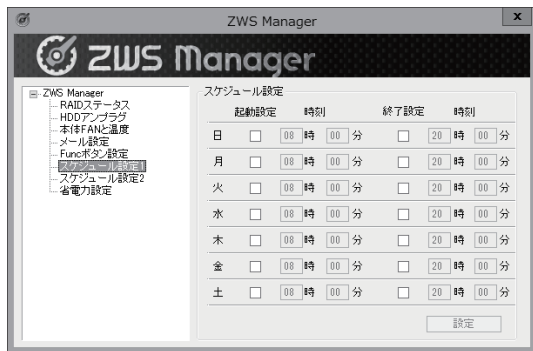 ZWS Manager
x
ZWS Manager
ZWS Manager
RAIDステータス
HDDアンプラグ
本体FANと温度
メール設定
Funcボタン設定
スケジュール設定1
スケジュール設定2
省電力設定
スケジュール設定
起動設定 時刻 終了設定 時刻
日 08 時 00 分 20 時 00 分
月 08 時 00 分 20 時 00 分
火 08 時 00 分 20 時 00 分
水 08 時 00 分 20 時 00 分
木 08 時 00 分 20 時 00 分
金 08 時 00 分 20 時 00 分
土 08 時 00 分 20 時 00 分
設定